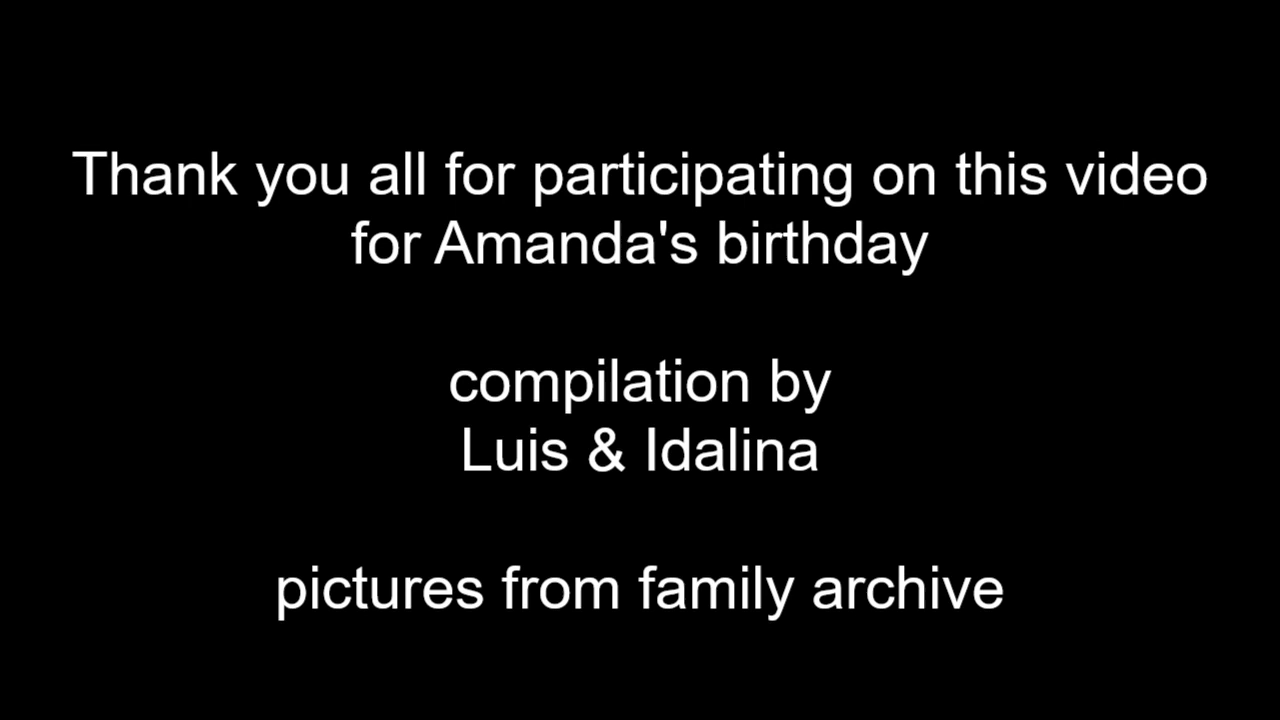 Thank you all for participating on this video
for Amanda's birthday
compilation by
Luis & Idalina
pictures from family archive